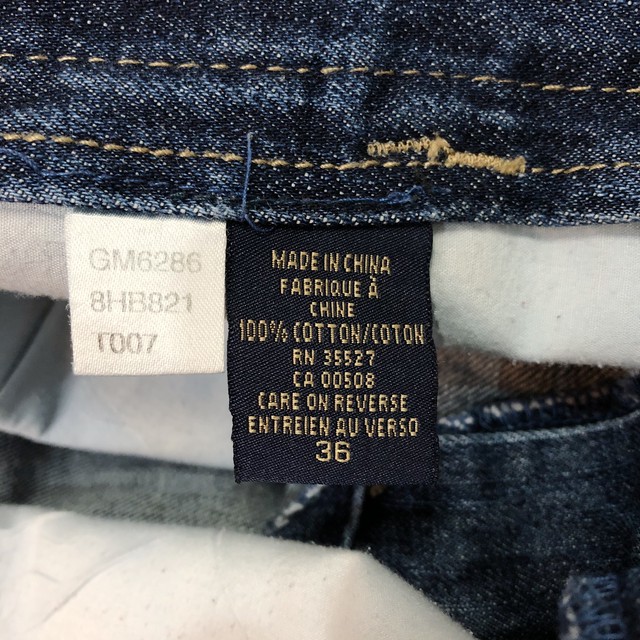 GM6286
8HB821
T007
MADE IN CHINA
FABRIQUE À
CHINE
100% COTTON/COTON
RN 35527
CA 00508
CARE ON REVERSE
ENTREIEN AU VERSO
36